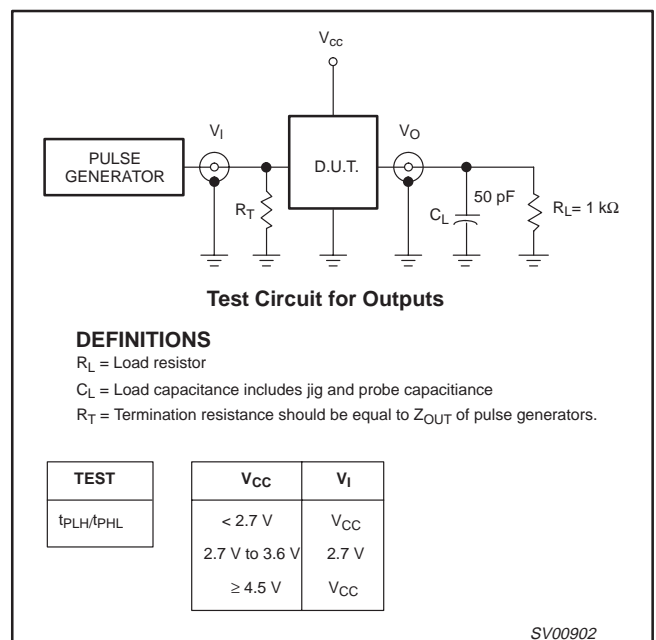 Vcc
VI
VO
PULSE
GENERATOR
D.U.T.
RT
50 pF
CL
RL= 1 kΩ
Test Circuit for Outputs
DEFINITIONS
RL = Load resistor
CL = Load capacitance includes jig and probe capacitiance
RT = Termination resistance should be equal to ZOUT of pulse generators.
TEST
tPLH/tPHL
VCC VI
< 2.7 V VCC
2.7 V to 3.6 V 2.7 V
≥ 4.5 V VCC
SV00902